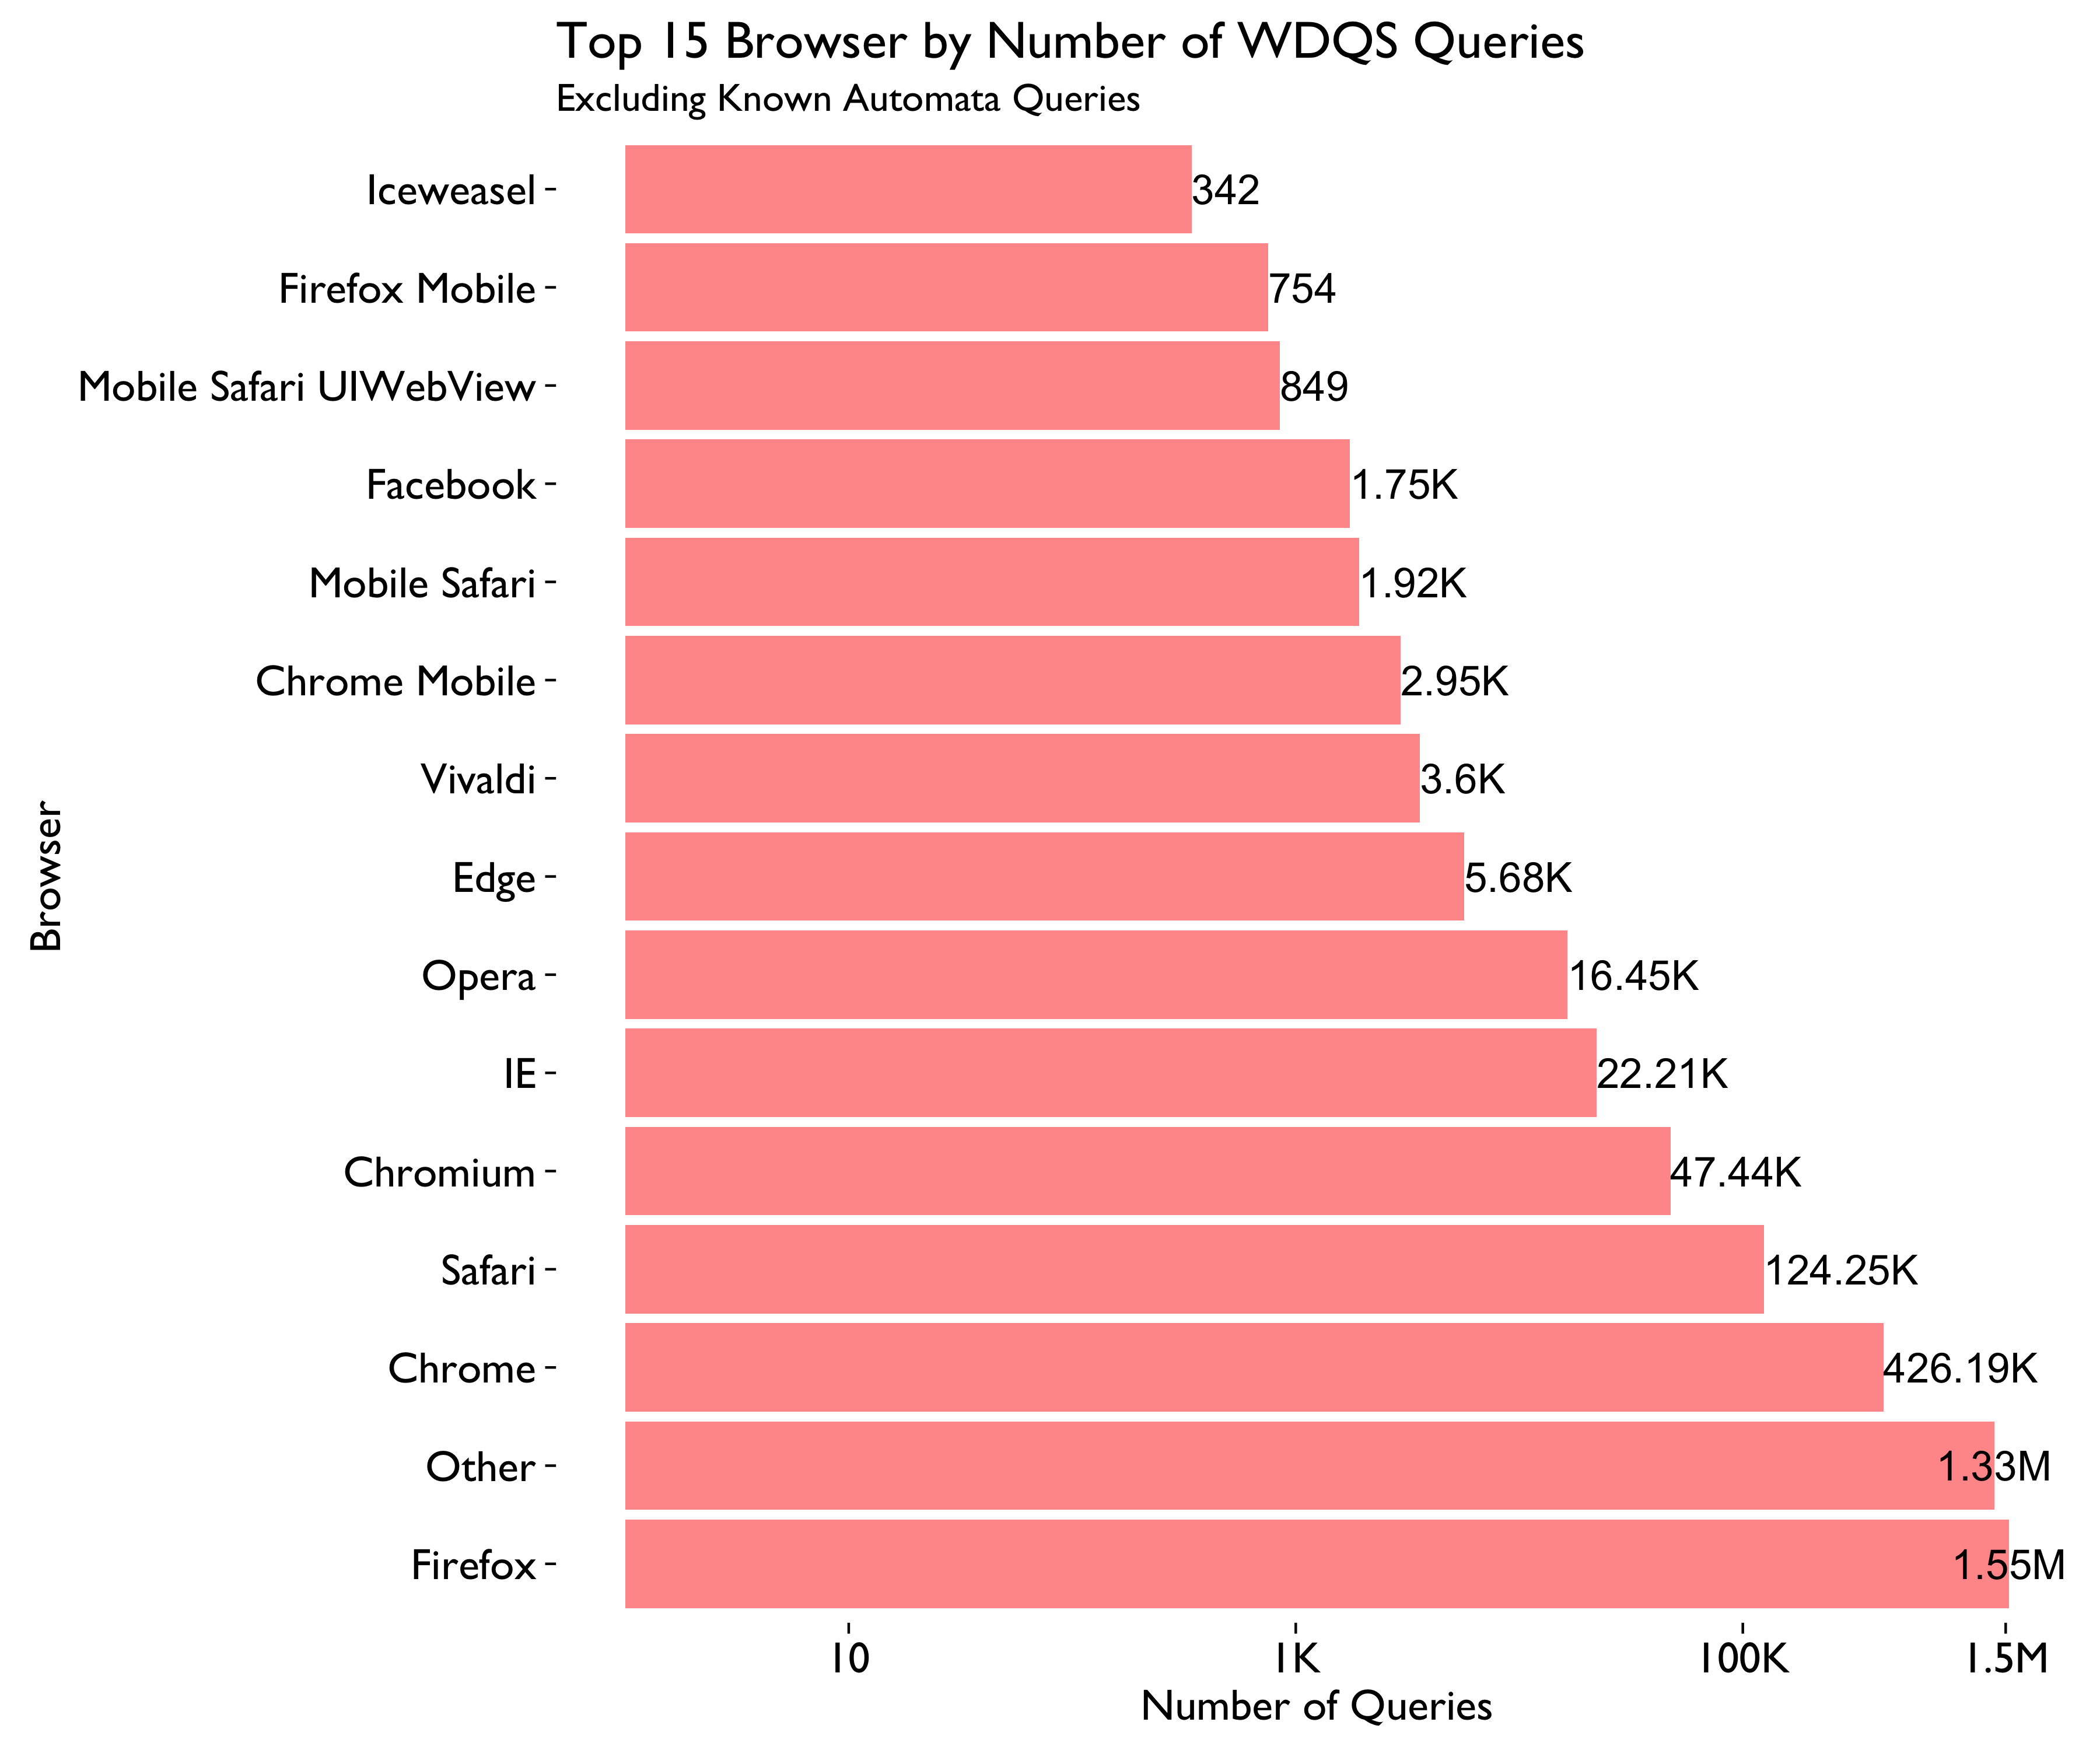 Top 15 Browser by Number of WDQS Queries
Excluding Known Automata Queries
Browser
Iceweasel 342
Firefox Mobile 754
Mobile Safari UIWebView 849
Facebook 1.75K
Mobile Safari 1.92K
Chrome Mobile 2.95K
Vivaldi 3.6K
Edge 5.68K
Opera 16.45K
IE 22.21K
Chromium 47.44K
Safari 124.25K
Chrome 426.19K
Other 1.33M
Firefox 1.55M
10 1K 100K 1.5M
Number of Queries